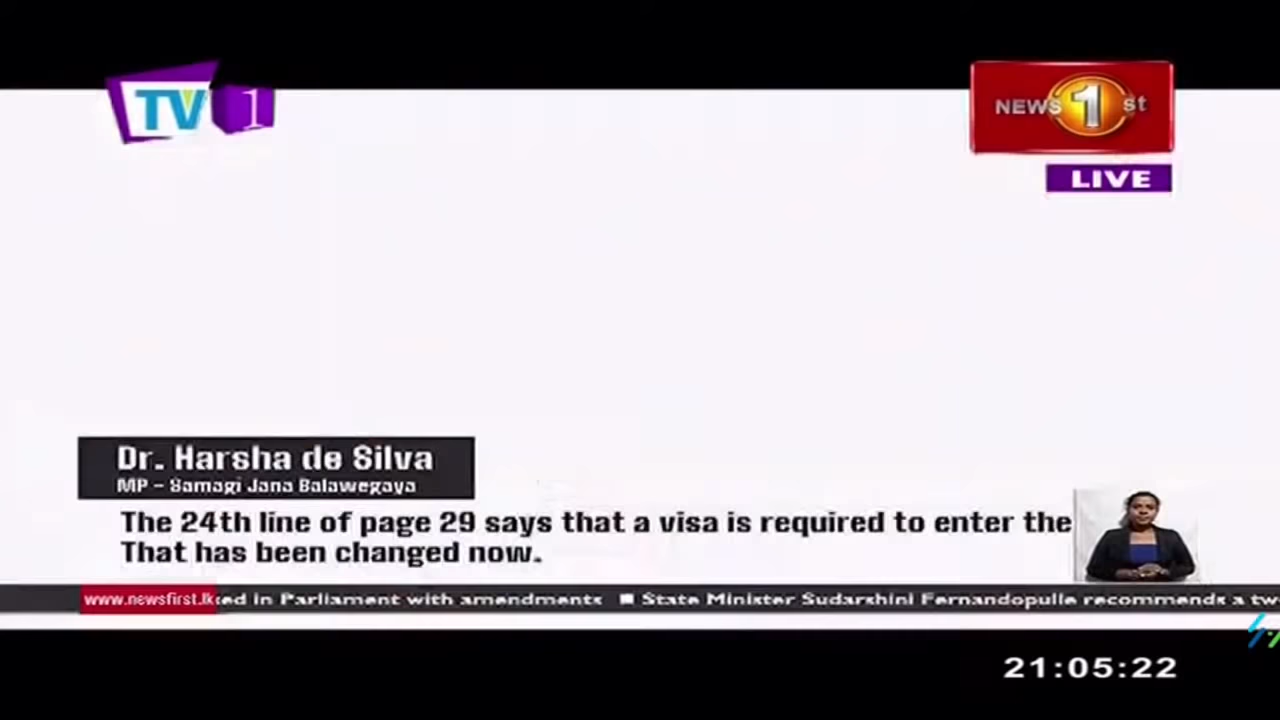 TV 1
NEWS 1st
LIVE
Dr. Harsha de Silva
MP - Samagi Jana Balawegaya
The 24th line of page 29 says that a visa is required to enter the
That has been changed now.
www.newsfirst.lk ed in Parliament with amendments ■ State Minister Sudarshini Fernandopulle recommends a tw
21:05:22